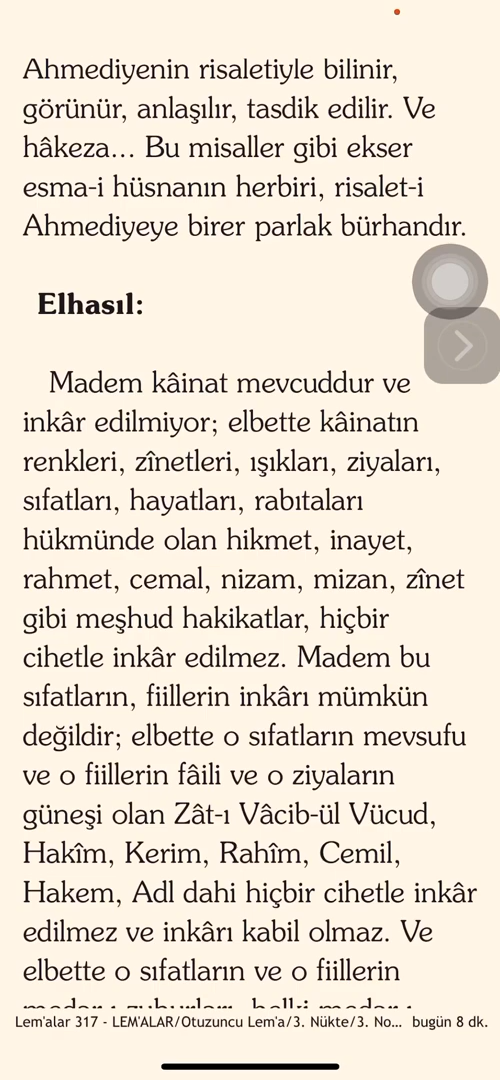 Ahmediyenin risaletiyle bilinir,
görünür, anlaşılır, tasdik edilir. Ve
hâkeza... Bu misaller gibi ekser
esma-i hüsnanın herbiri, risalet-i
Ahmediyeye birer parlak bürhandır.
Elhasıl:
Madem kâinat mevcuddur ve
inkâr edilmiyor; elbette kâinatın
renkleri, zînetleri, ışıkları, ziyaları,
sıfatları, hayatları, rabıtaları
hükmünde olan hikmet, inayet,
rahmet, cemal, nizam, mizan, zînet
gibi meşhud hakikatlar, hiçbir
cihetle inkâr edilmez. Madem bu
sıfatların, fiillerin inkârı mümkün
değildir; elbette o sıfatların mevsufu
ve o fiillerin fâili ve o ziyaların
güneşi olan Zât-ı Vâcib-ül Vücud,
Hakîm, Kerim, Rahîm, Cemil,
Hakem, Adl dahi hiçbir cihetle inkâr
edilmez ve inkârı kabil olmaz. Ve
elbette o sıfatların ve o fiillerin
Lem'alar 317 - LEM'ALAR/Otuzuncu Lem'a/3. Nükte/3. No... bugün 8 dk.